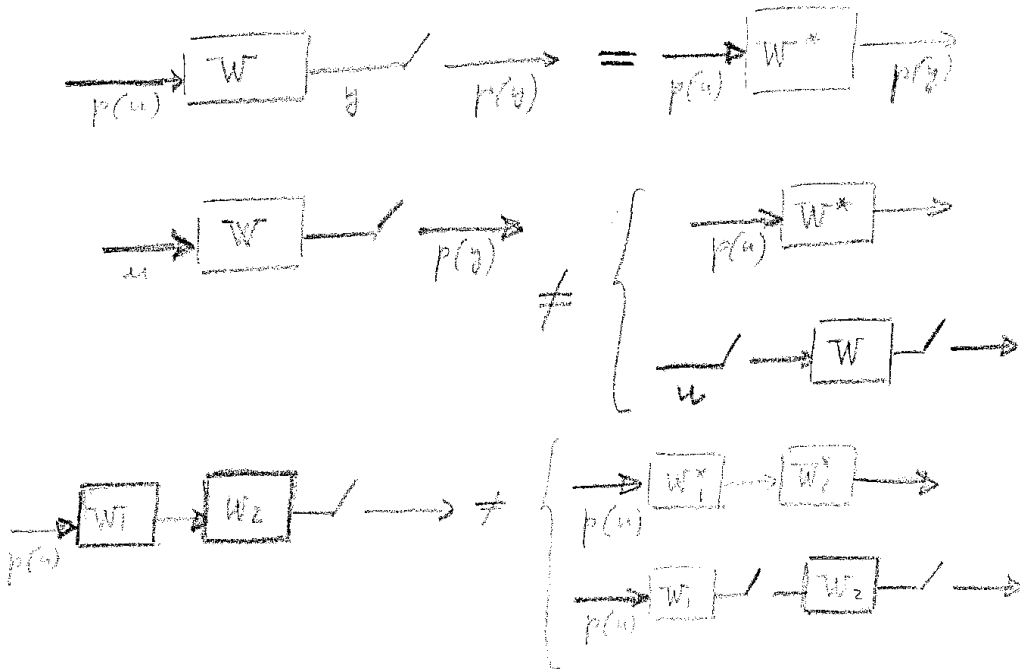 W = W*
p(u) y p(y) p(u) p(y)
W W*
u p(y) p(u)
≠
W
u
W1 W2 ≠ W1* W2*
p(u) p(u)
W1 W2
p(u)